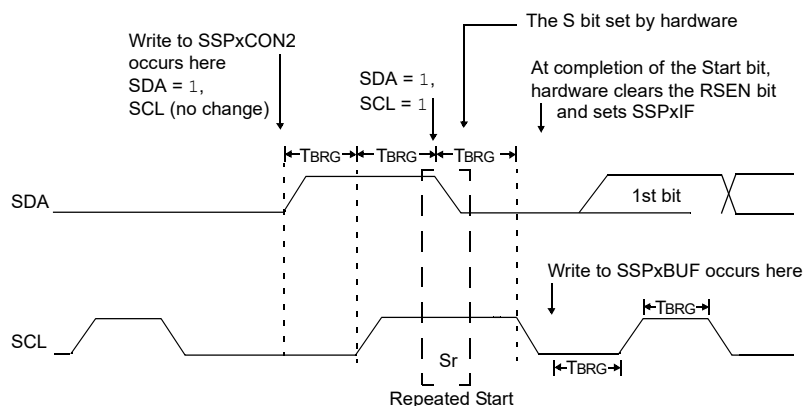 The S bit set by hardware
Write to SSPxCON2
occurs here
SDA = 1,
SCL (no change)
SDA = 1,
SCL = 1
At completion of the Start bit,
hardware clears the RSEN bit
and sets SSPxIF
TBRG
TBRG
TBRG
SDA
1st bit
Write to SSPxBUF occurs here
TBRG
SCL
Sr
TBRG
Repeated Start